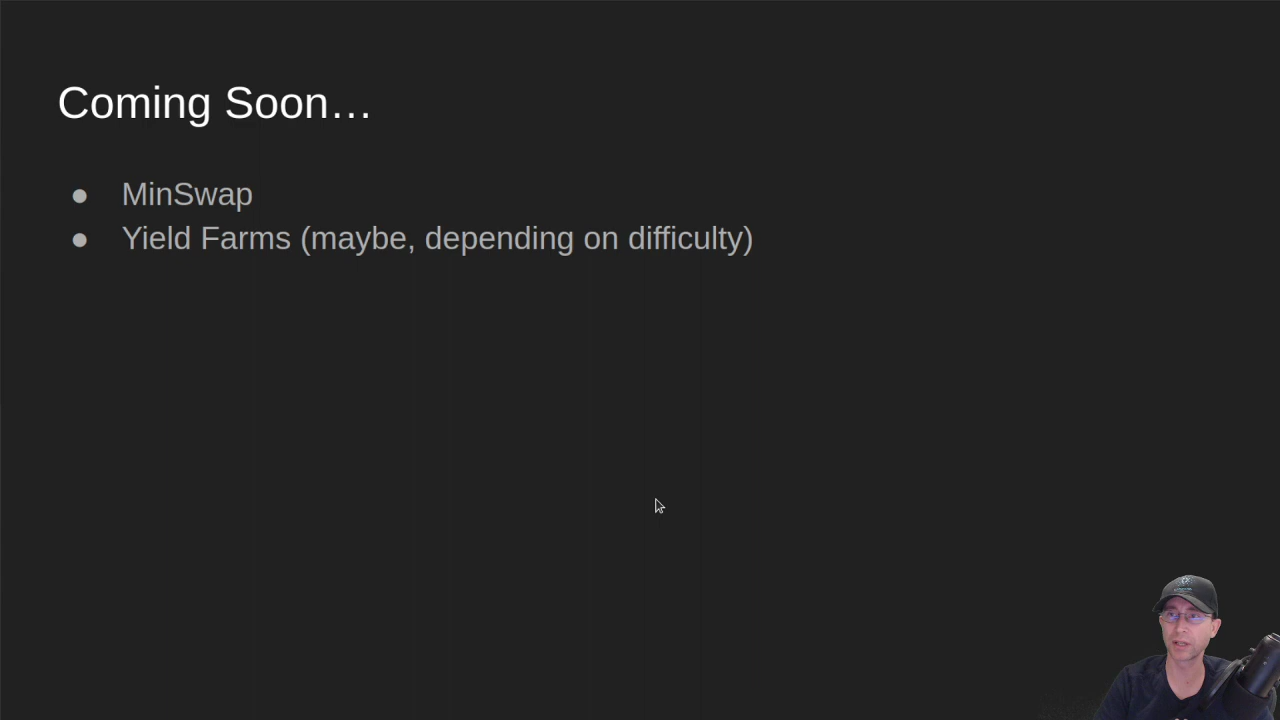 Coming Soon…
● MinSwap
● Yield Farms (maybe, depending on difficulty)